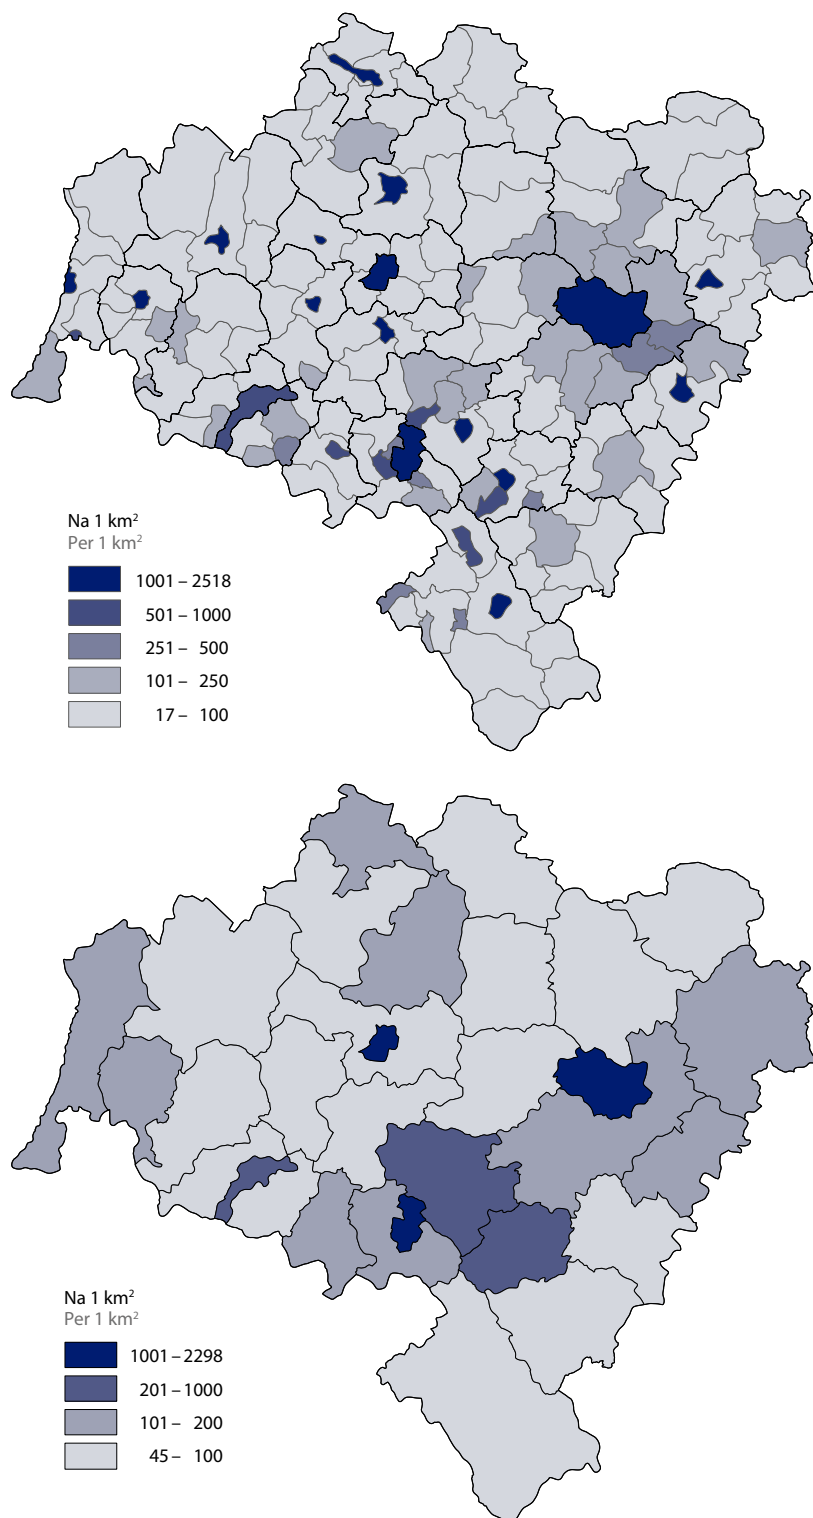 Na 1 km²
Per 1 km²
1001 – 2518
501 – 1000
251 – 500
101 – 250
17 – 100
Na 1 km²
Per 1 km²
1001 – 2298
201 – 1000
101 – 200
45 – 100